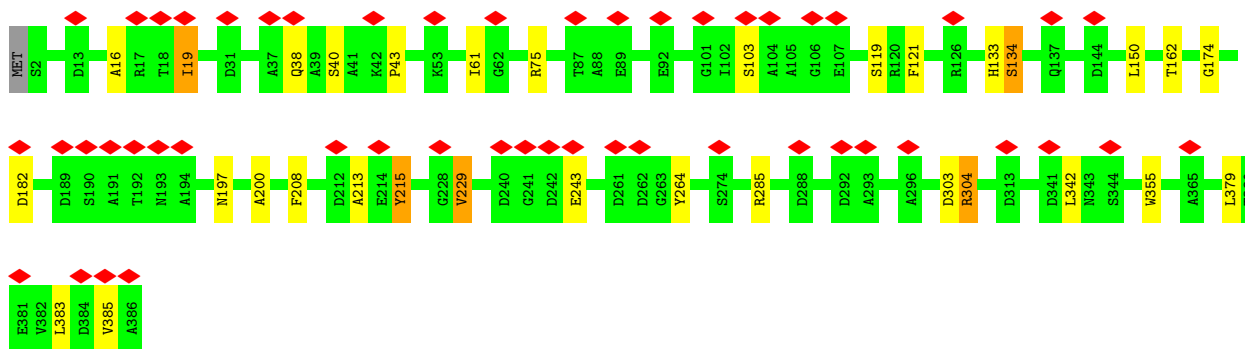 MET S2 D13 A16 R17 T18 I19 D31 A37 Q38 A39 S40 A41 K42 P43 K53 I61 G62 R75 T87 A88 E89 E92 G101 I102 S103 A104 A105 G106 E107 S119 R120 F121 R126 H133 S134 Q137 D144 L150 T162 G174
D182 D189 S190 A191 T192 N193 A194 N197 A200 F208 D212 A213 E214 Y215 G228 V229 D240 G241 D242 E243 D261 D262 G263 Y264 S274 R285 D288 D292 A293 A296 D303 R304 D313 D341 L342 N343 S344 W355 A365 L379
E381 V382 L383 D384 V385 A386